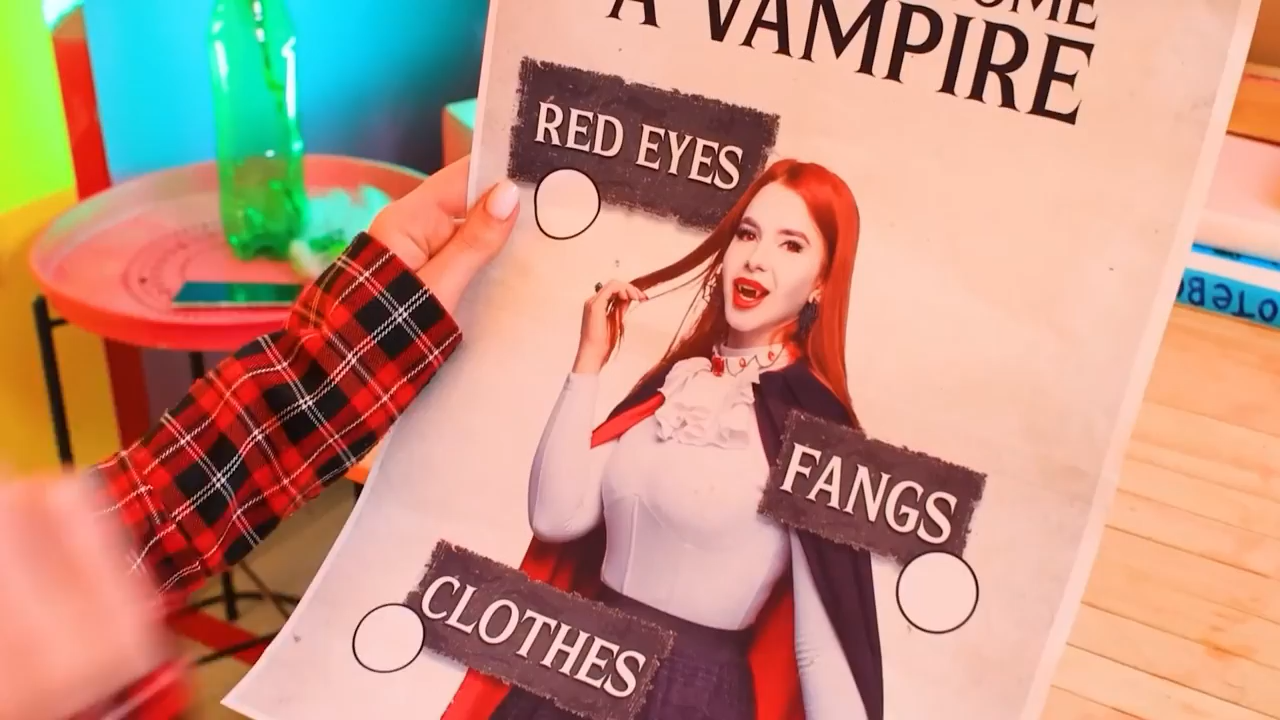 A VAMPIRE
RED EYES
FANGS
CLOTHES